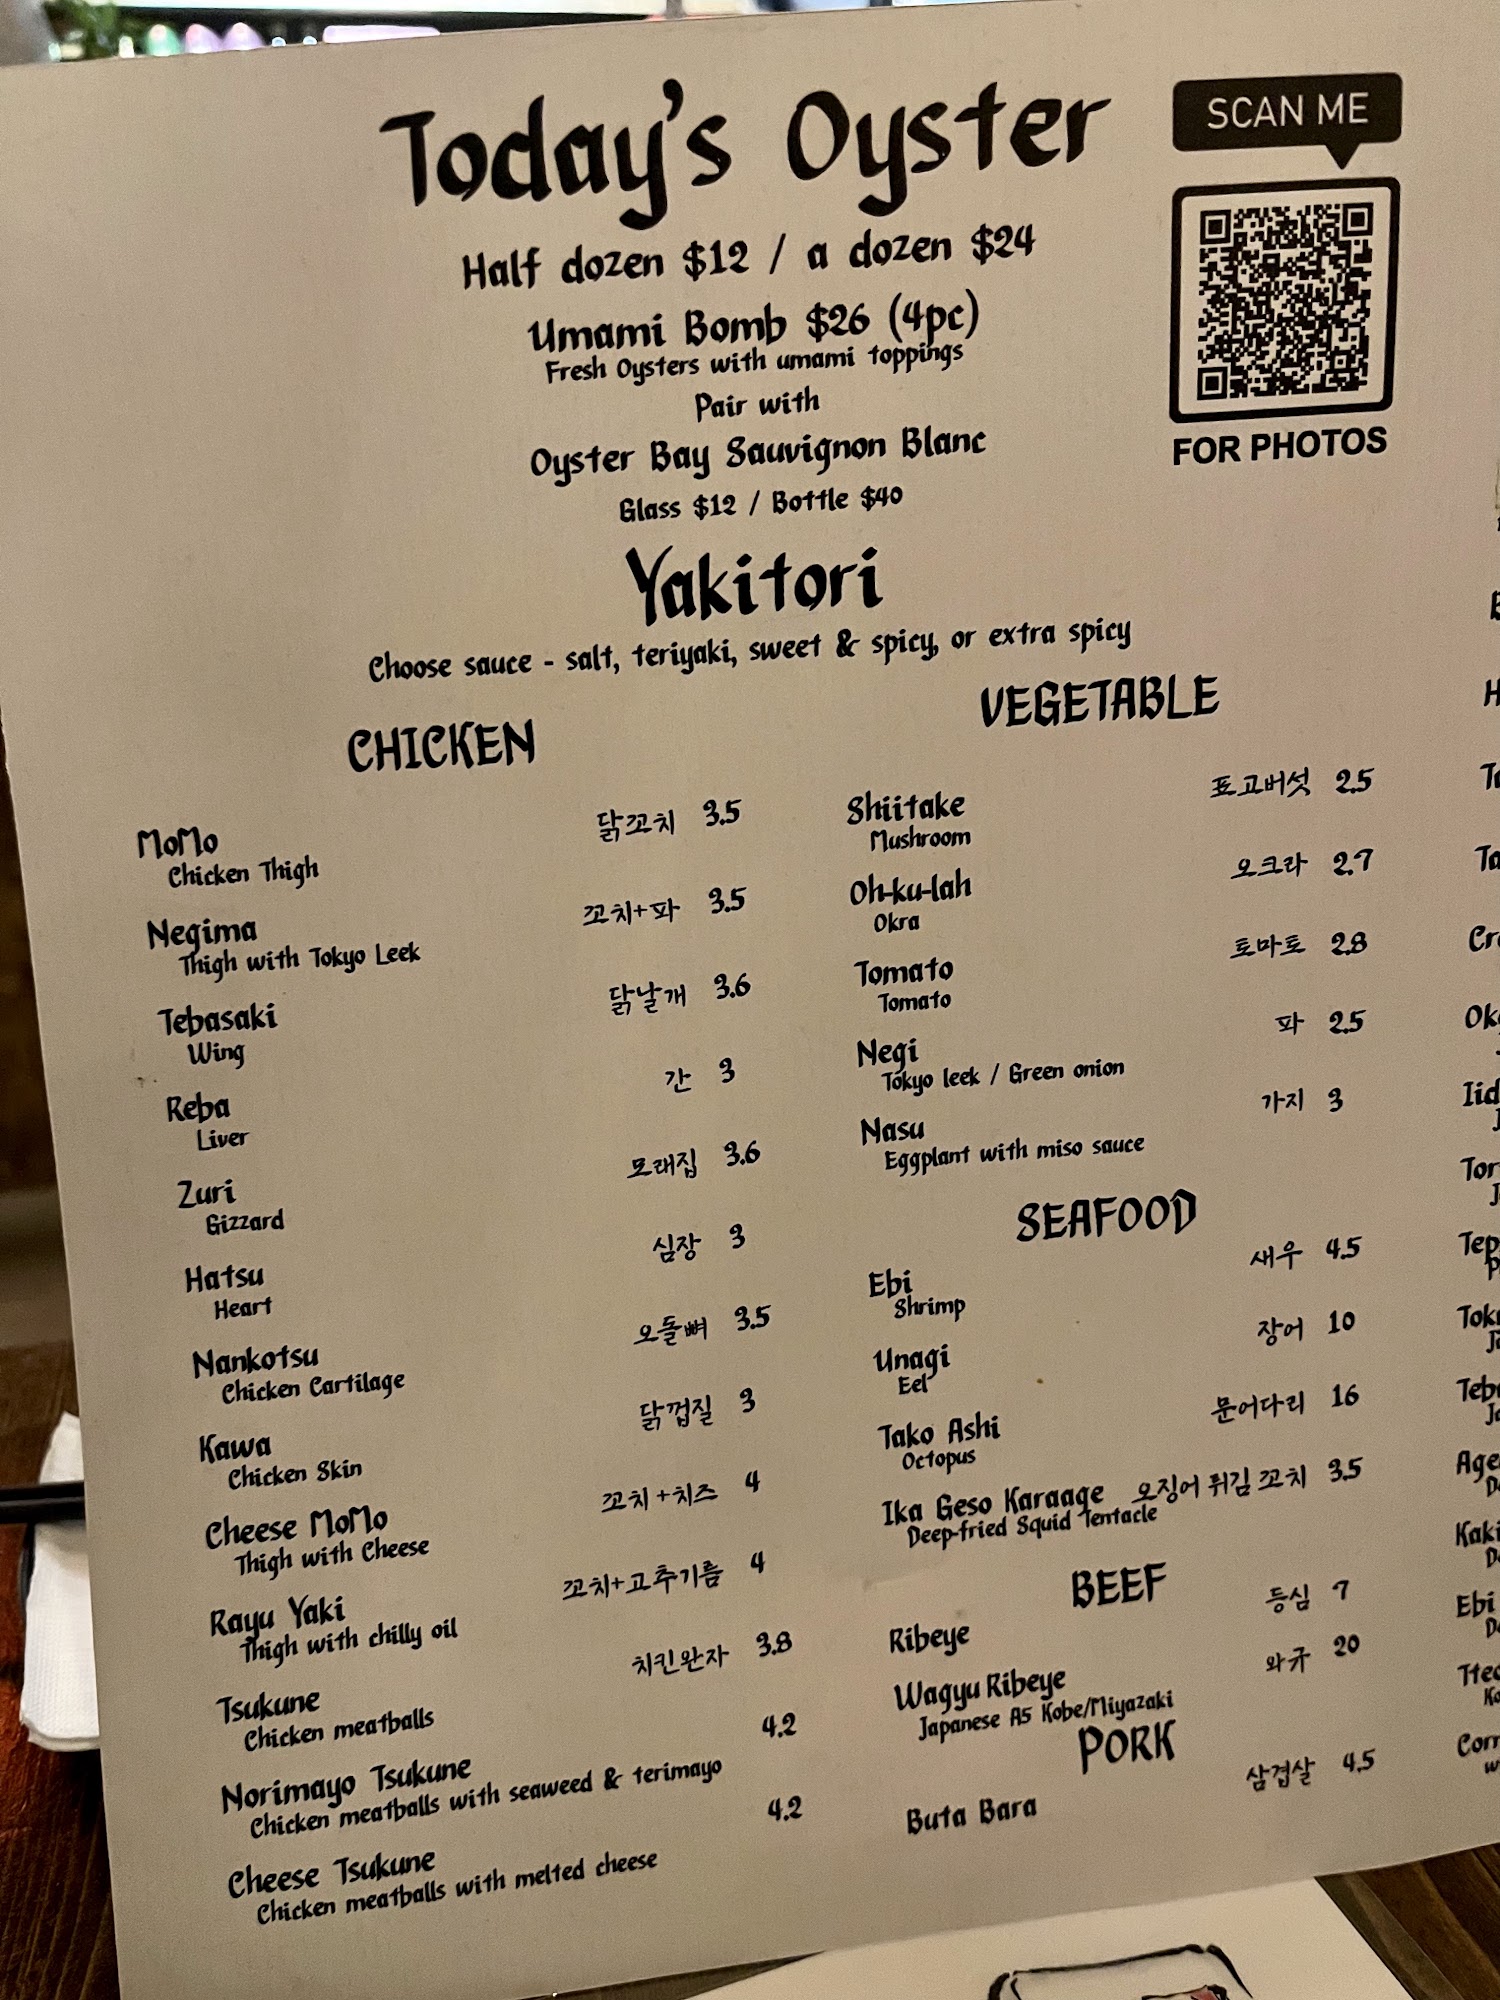 Today's Oyster
Half dozen $12 / a dozen $24
Umami Bomb $26 (4pc)
Fresh Oysters with umami toppings
Pair with
Oyster Bay Sauvignon Blanc
Glass $12 / Bottle $40
SCAN ME
FOR PHOTOS
Yakitori
Choose sauce - salt, teriyaki, sweet & spicy, or extra spicy
CHICKEN
MoMo 닭꼬치 3.5
Chicken Thigh
Negima 꼬치+파 3.5
Thigh with Tokyo Leek
Tebasaki 닭날개 3.6
Wing
Reba 간 3
Liver
Zuri 모래집 3.6
Gizzard
Hatsu 심장 3
Heart
Nankotsu 오돌뼈 3.5
Chicken Cartilage
Kawa 닭껍질 3
Chicken Skin
Cheese MoMo 꼬치+치즈 4
Thigh with Cheese
Rayu Yaki 꼬치+고추기름 4
Thigh with chilly oil
Tsukune 치킨완자 3.8
Chicken meatballs
Norimayo Tsukune 4.2
Chicken meatballs with seaweed & terimayo
Cheese Tsukune 4.2
Chicken meatballs with melted cheese
VEGETABLE
Shiitake 표고버섯 2.5
Mushroom
Oh-ku-lah 오크라 2.7
Okra
Tomato 토마토 2.8
Tomato
Negi 파 2.5
Tokyo leek / Green onion
Nasu 가지 3
Eggplant with miso sauce
SEAFOOD
Ebi 새우 4.5
Shrimp
Unagi 장어 10
Eel
Tako Ashi 문어다리 16
Octopus
Ika Geso Karaage 오징어 튀김 꼬치 3.5
Deep-fried Squid Tentacle
BEEF
Ribeye 등심 7
Wagyu Ribeye 와규 20
Japanese A5 Kobe/Miyazaki
PORK
Buta Bara 삼겹살 4.5
Ebi